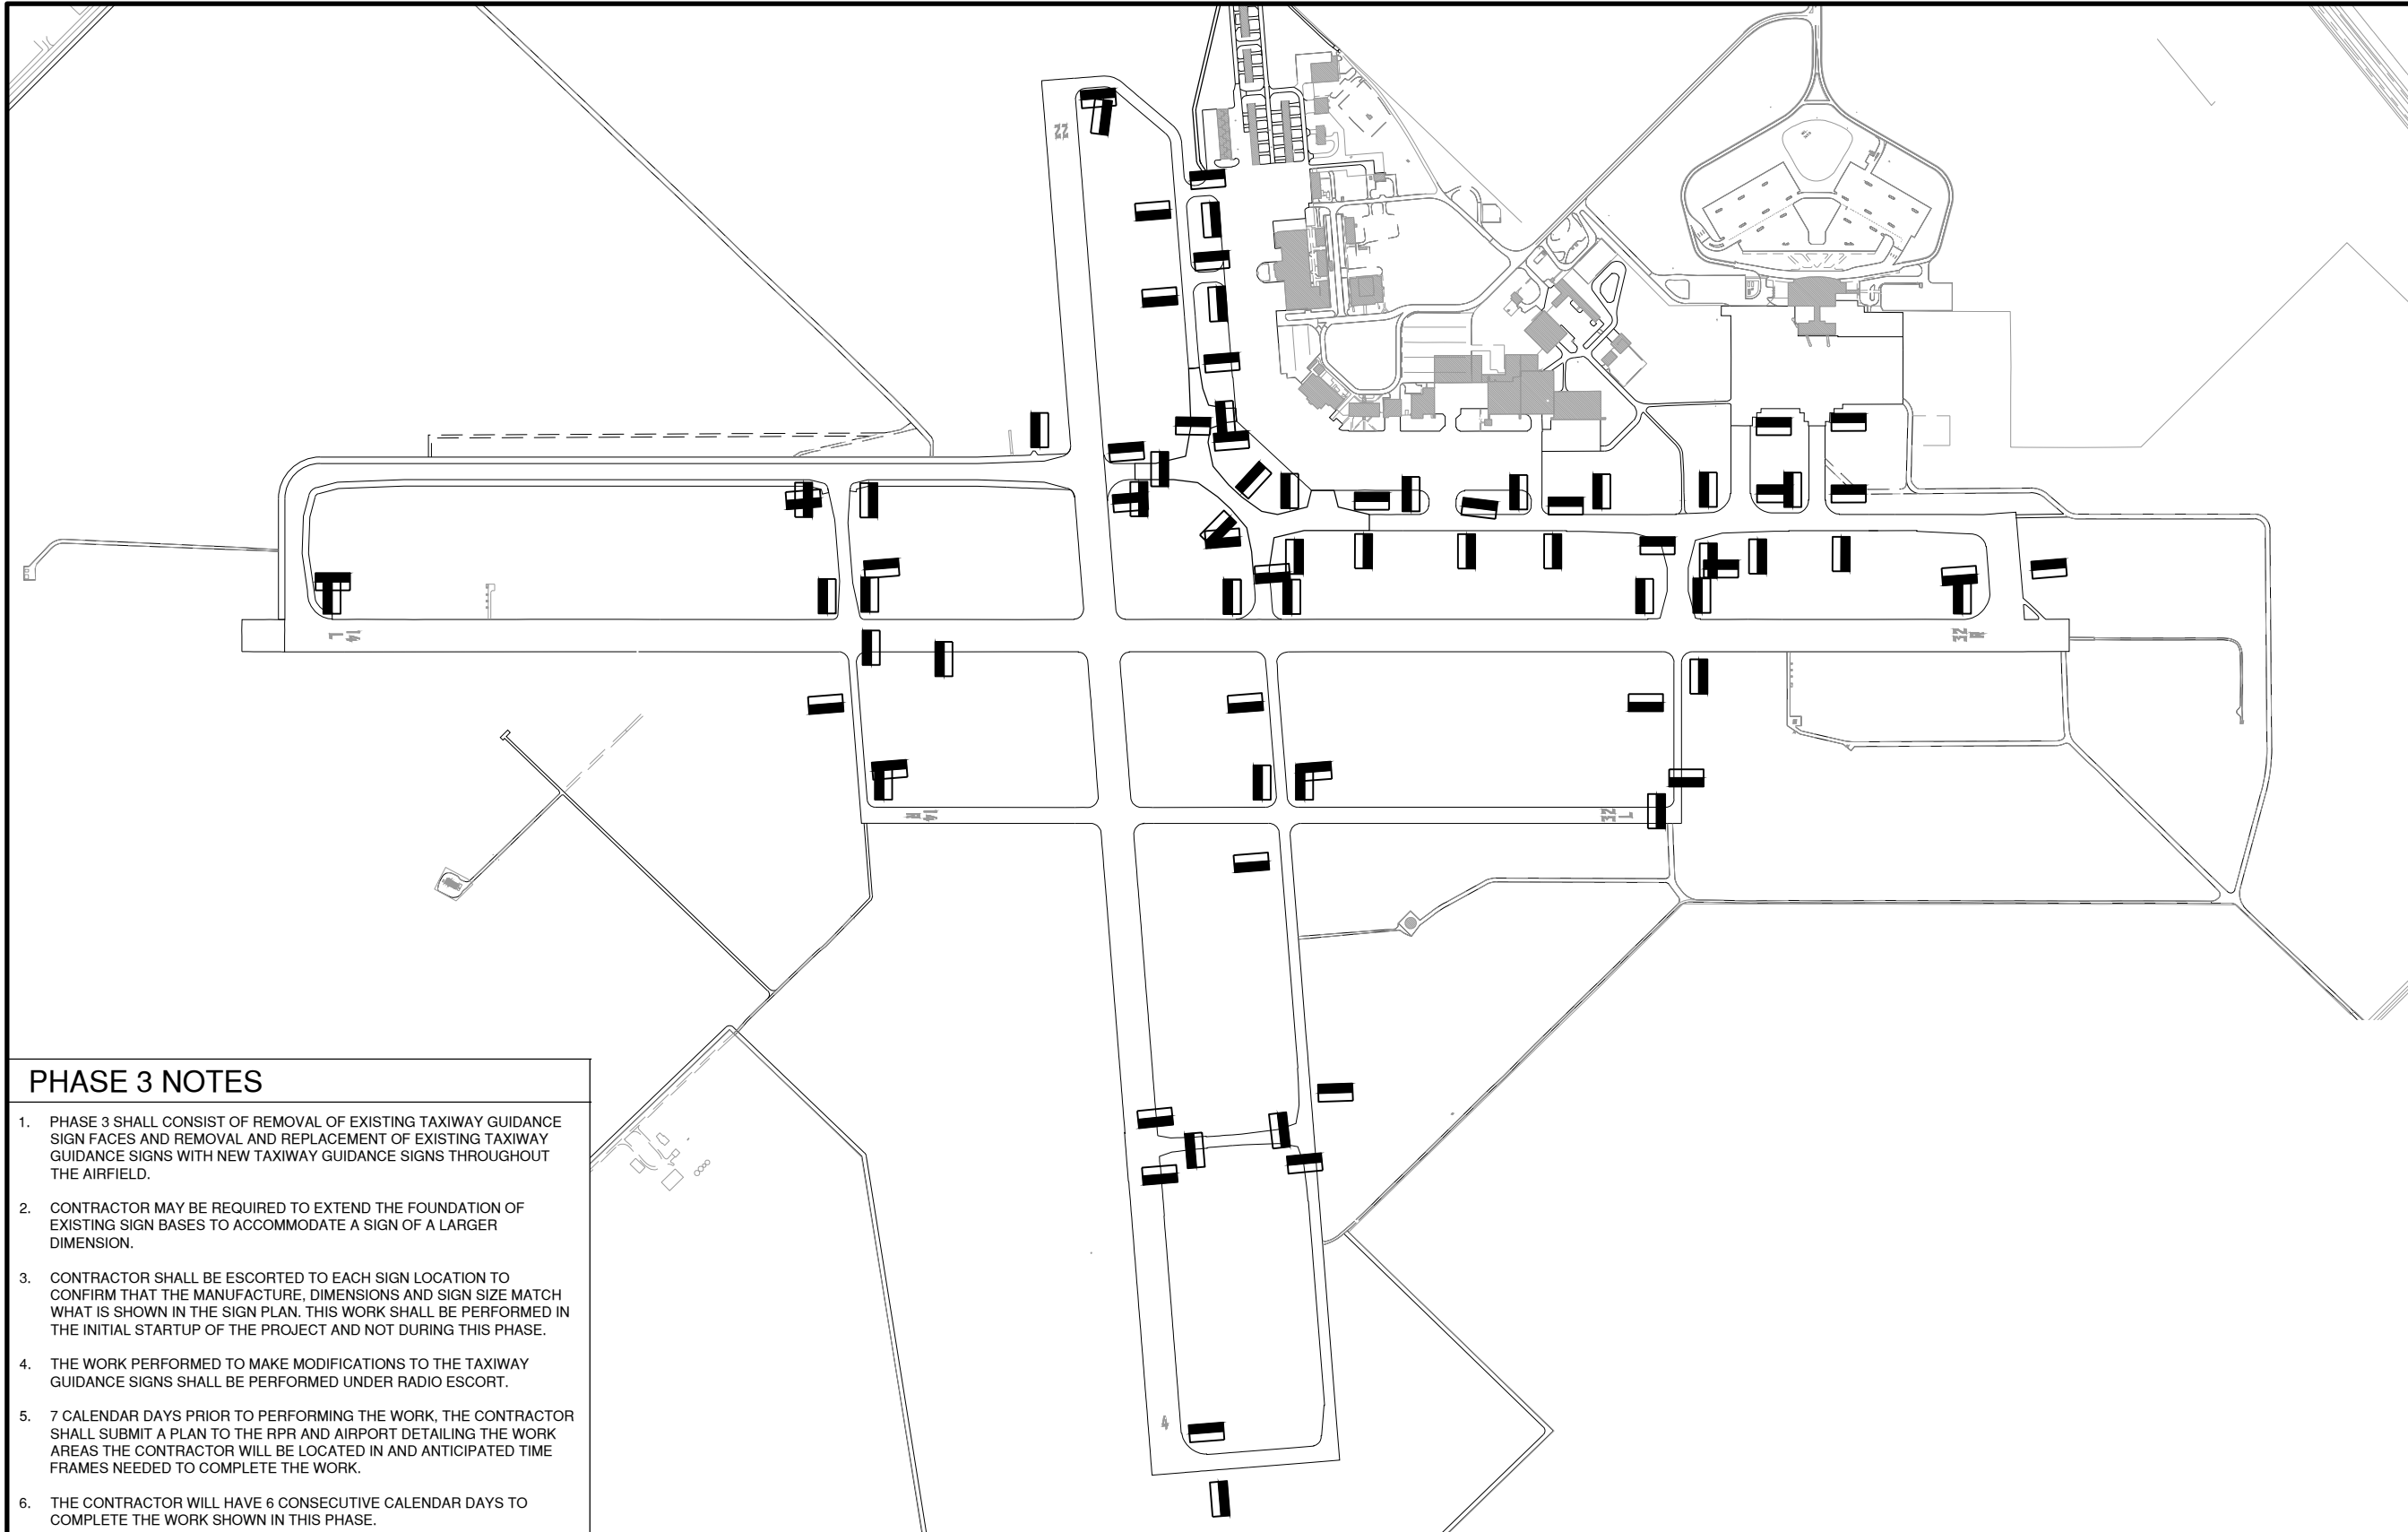 22
14
L
32
R
14
R
32
L
4
PHASE 3 NOTES
1. PHASE 3 SHALL CONSIST OF REMOVAL OF EXISTING TAXIWAY GUIDANCE
SIGN FACES AND REMOVAL AND REPLACEMENT OF EXISTING TAXIWAY
GUIDANCE SIGNS WITH NEW TAXIWAY GUIDANCE SIGNS THROUGHOUT
THE AIRFIELD.
2. CONTRACTOR MAY BE REQUIRED TO EXTEND THE FOUNDATION OF
EXISTING SIGN BASES TO ACCOMMODATE A SIGN OF A LARGER
DIMENSION.
3. CONTRACTOR SHALL BE ESCORTED TO EACH SIGN LOCATION TO
CONFIRM THAT THE MANUFACTURE, DIMENSIONS AND SIGN SIZE MATCH
WHAT IS SHOWN IN THE SIGN PLAN. THIS WORK SHALL BE PERFORMED IN
THE INITIAL STARTUP OF THE PROJECT AND NOT DURING THIS PHASE.
4. THE WORK PERFORMED TO MAKE MODIFICATIONS TO THE TAXIWAY
GUIDANCE SIGNS SHALL BE PERFORMED UNDER RADIO ESCORT.
5. 7 CALENDAR DAYS PRIOR TO PERFORMING THE WORK, THE CONTRACTOR
SHALL SUBMIT A PLAN TO THE RPR AND AIRPORT DETAILING THE WORK
AREAS THE CONTRACTOR WILL BE LOCATED IN AND ANTICIPATED TIME
FRAMES NEEDED TO COMPLETE THE WORK.
6. THE CONTRACTOR WILL HAVE 6 CONSECUTIVE CALENDAR DAYS TO
COMPLETE THE WORK SHOWN IN THIS PHASE.